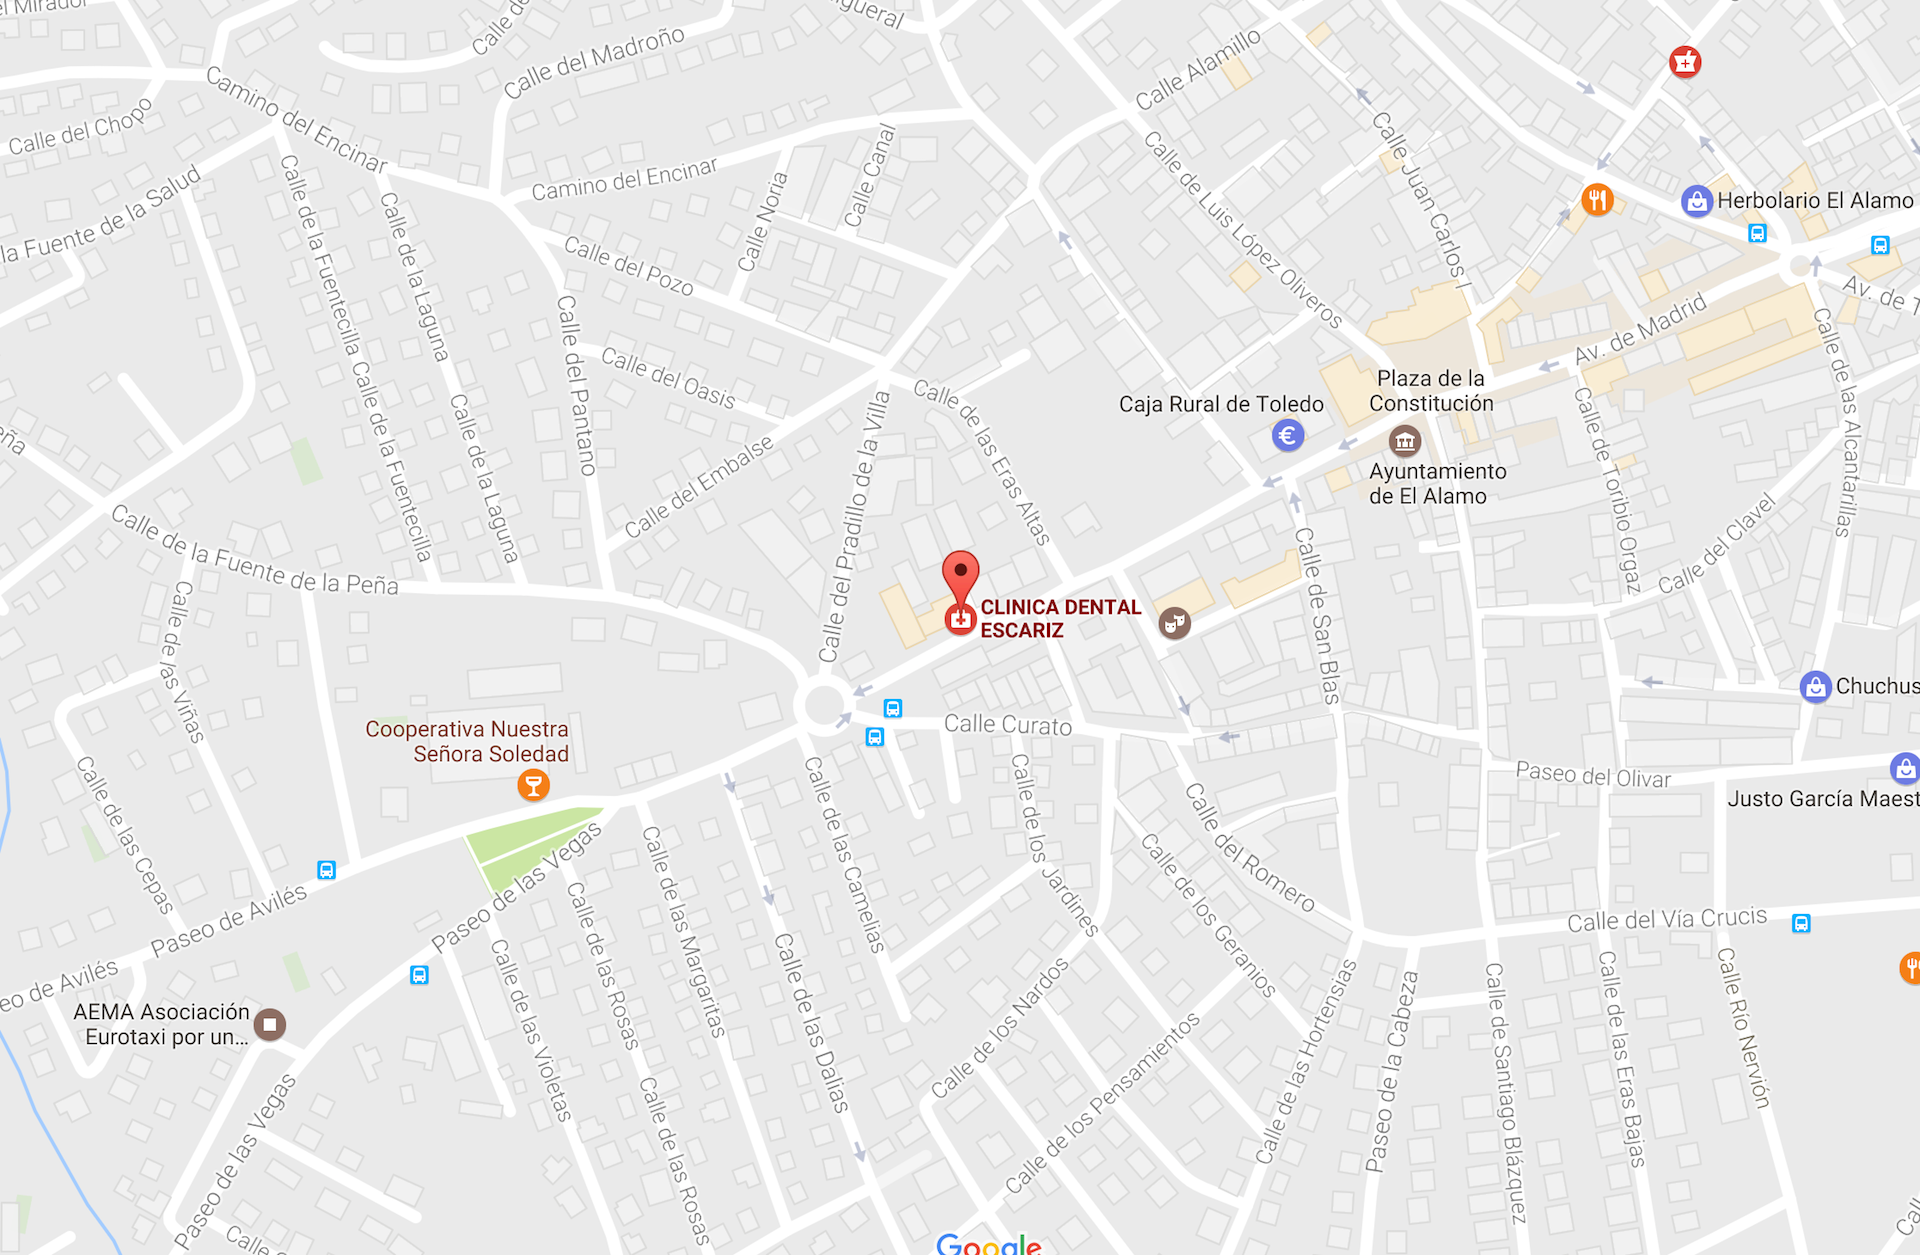 el Mirador
Calle de
Calle del Madroño
gueral
Calle Alamillo
Camino del Encinar
Calle del Chopo
Calle Canal
Calle Juan Carlos I
Camino del Encinar
Calle Noria
la Fuente de la Salud
Calle de la Fuentecilla
Calle de la Laguna
Calle de Luis López Oliveros
Herbolario El Alamo
Calle del Pozo
Av. de T
Av. de Madrid
Calle del Pantano
Calle del Oasis
Calle de las Eras Altas
Plaza de la
Constitución
Caja Rural de Toledo
Calle de las Alcantarillas
Calle de la Fuentecilla
Calle de la Laguna
Calle del Embalse
Calle del Pradillo de la Villa
Ayuntamiento
de El Alamo
Calle de Toribio Orgaz
eña
Calle de la Fuente de la Peña
Calle del Clavel
Calle de San Blas
CLINICA DENTAL
ESCARIZ
Calle de las Viñas
Chuchus
Calle Curato
Cooperativa Nuestra
Señora Soledad
Paseo del Olivar
Justo García Maest
Calle de las Cepas
Calle de las Camelias
Calle de los Jardines
Calle del Romero
Calle de los Geranios
Paseo de las Vegas
Calle de las Margaritas
Calle de las Rosas
Paseo de Avilés
eo de Avilés
Calle del Vía Crucis
Calle de las Violetas
Calle de las Dalias
Calle de los Nardos
Calle de las Hortensias
Paseo de la Cabeza
Calle de Santiago Blázquez
Calle de las Eras Bajas
Calle Río Nervión
AEMA Asociación
Eurotaxi por un...
Calle de los Pensamientos
Calle de las Rosas
Paseo de las Vegas
Calle
Google